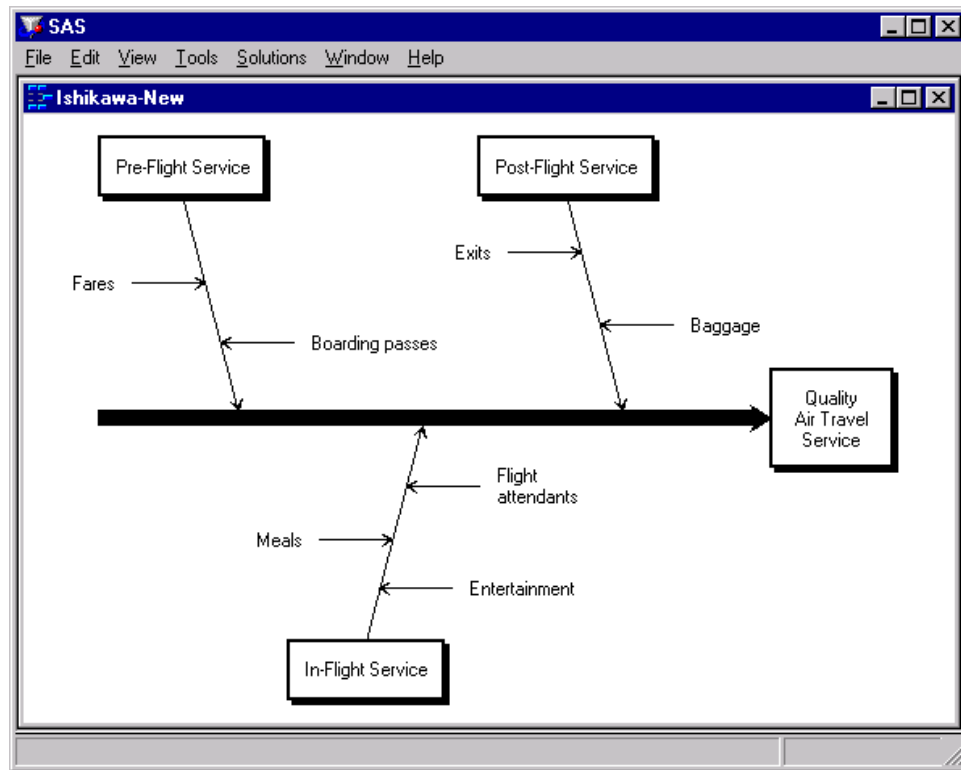 SAS
File Edit View Tools Solutions Window Help
Ishikawa-New
Pre-Flight Service
Post-Flight Service
Exits
Fares
Baggage
Boarding passes
Quality
Air Travel
Service
Flight
attendants
Meals
Entertainment
In-Flight Service